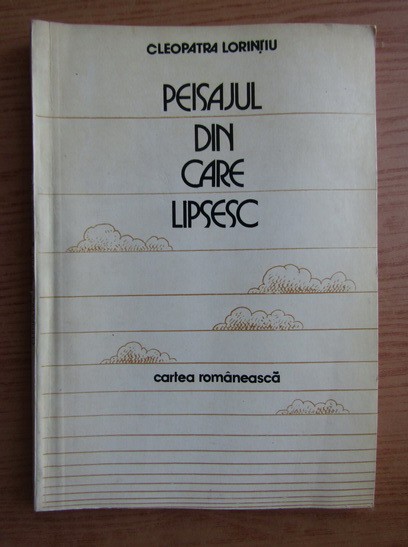 CLEOPATRA LORINȚIU
PEISAJUL
DIN
CARE
LIPSESC
cartea românească